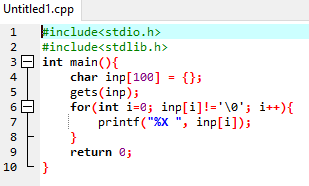 Untitled1.cpp
1 #include<stdio.h>
2 #include<stdlib.h>
3 int main(){
4 char inp[100] = {};
5 gets(inp);
6 for(int i=0; inp[i]!='\0'; i++){
7 printf("%X ", inp[i]);
8 }
9 return 0;
10 }